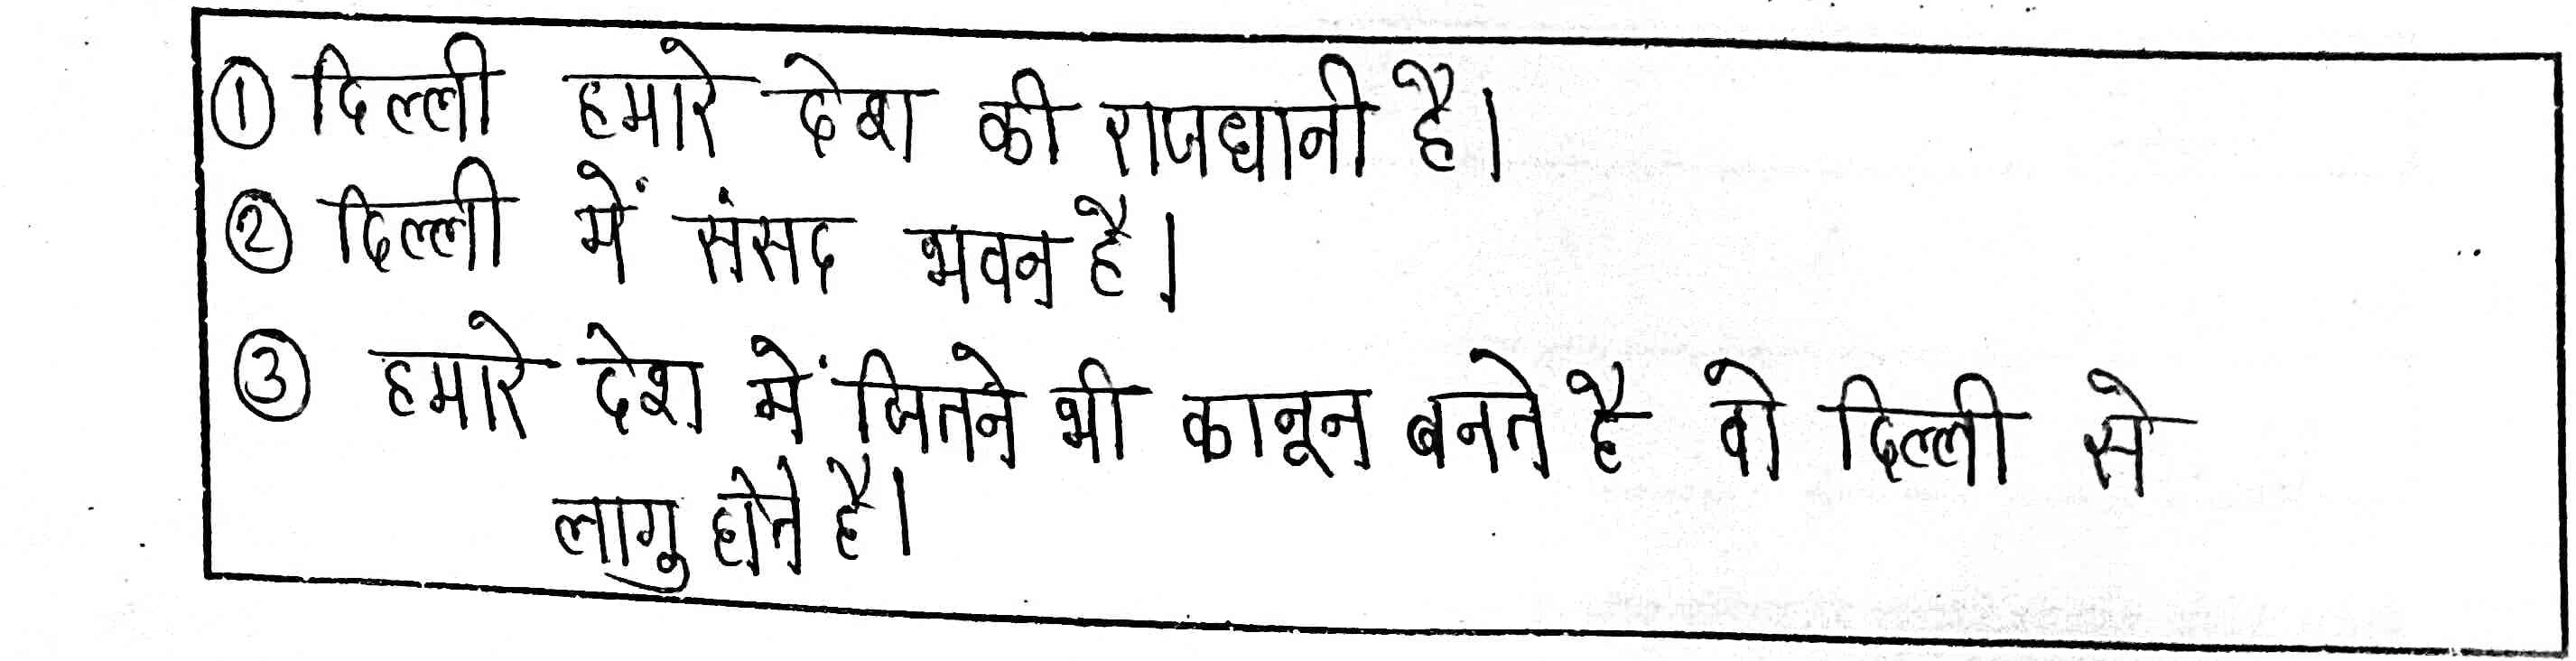 ① दिल्ली हमारे देश की राजधानी है।
② दिल्ली में संसद भवन है।
③ हमारे देश में जितने भी कानून बनते है वो दिल्ली से
लागु होते है।